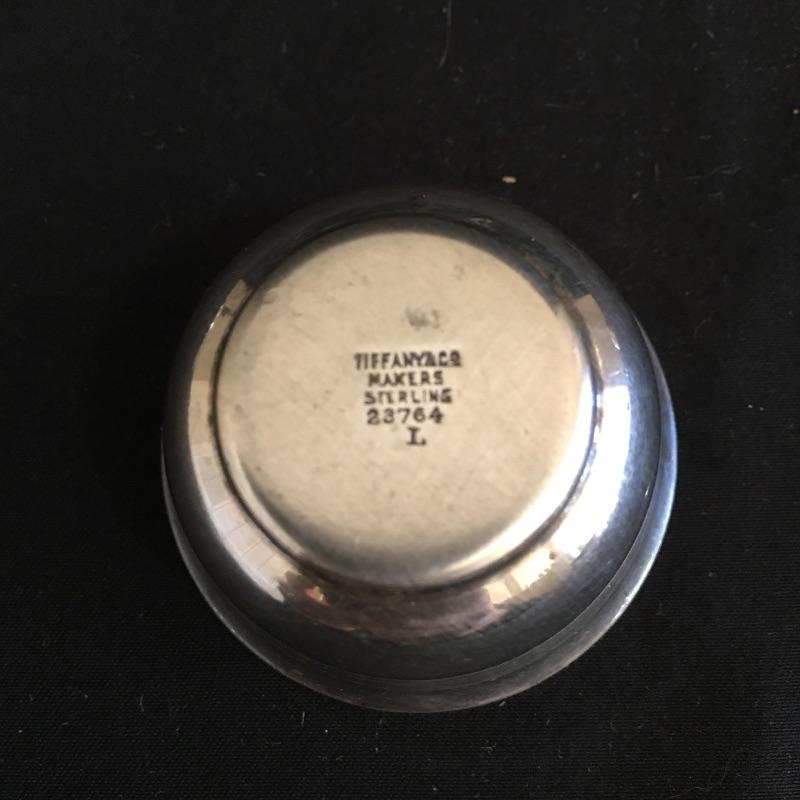 TIFFANY&CO
MAKERS
STERLING
23764
L